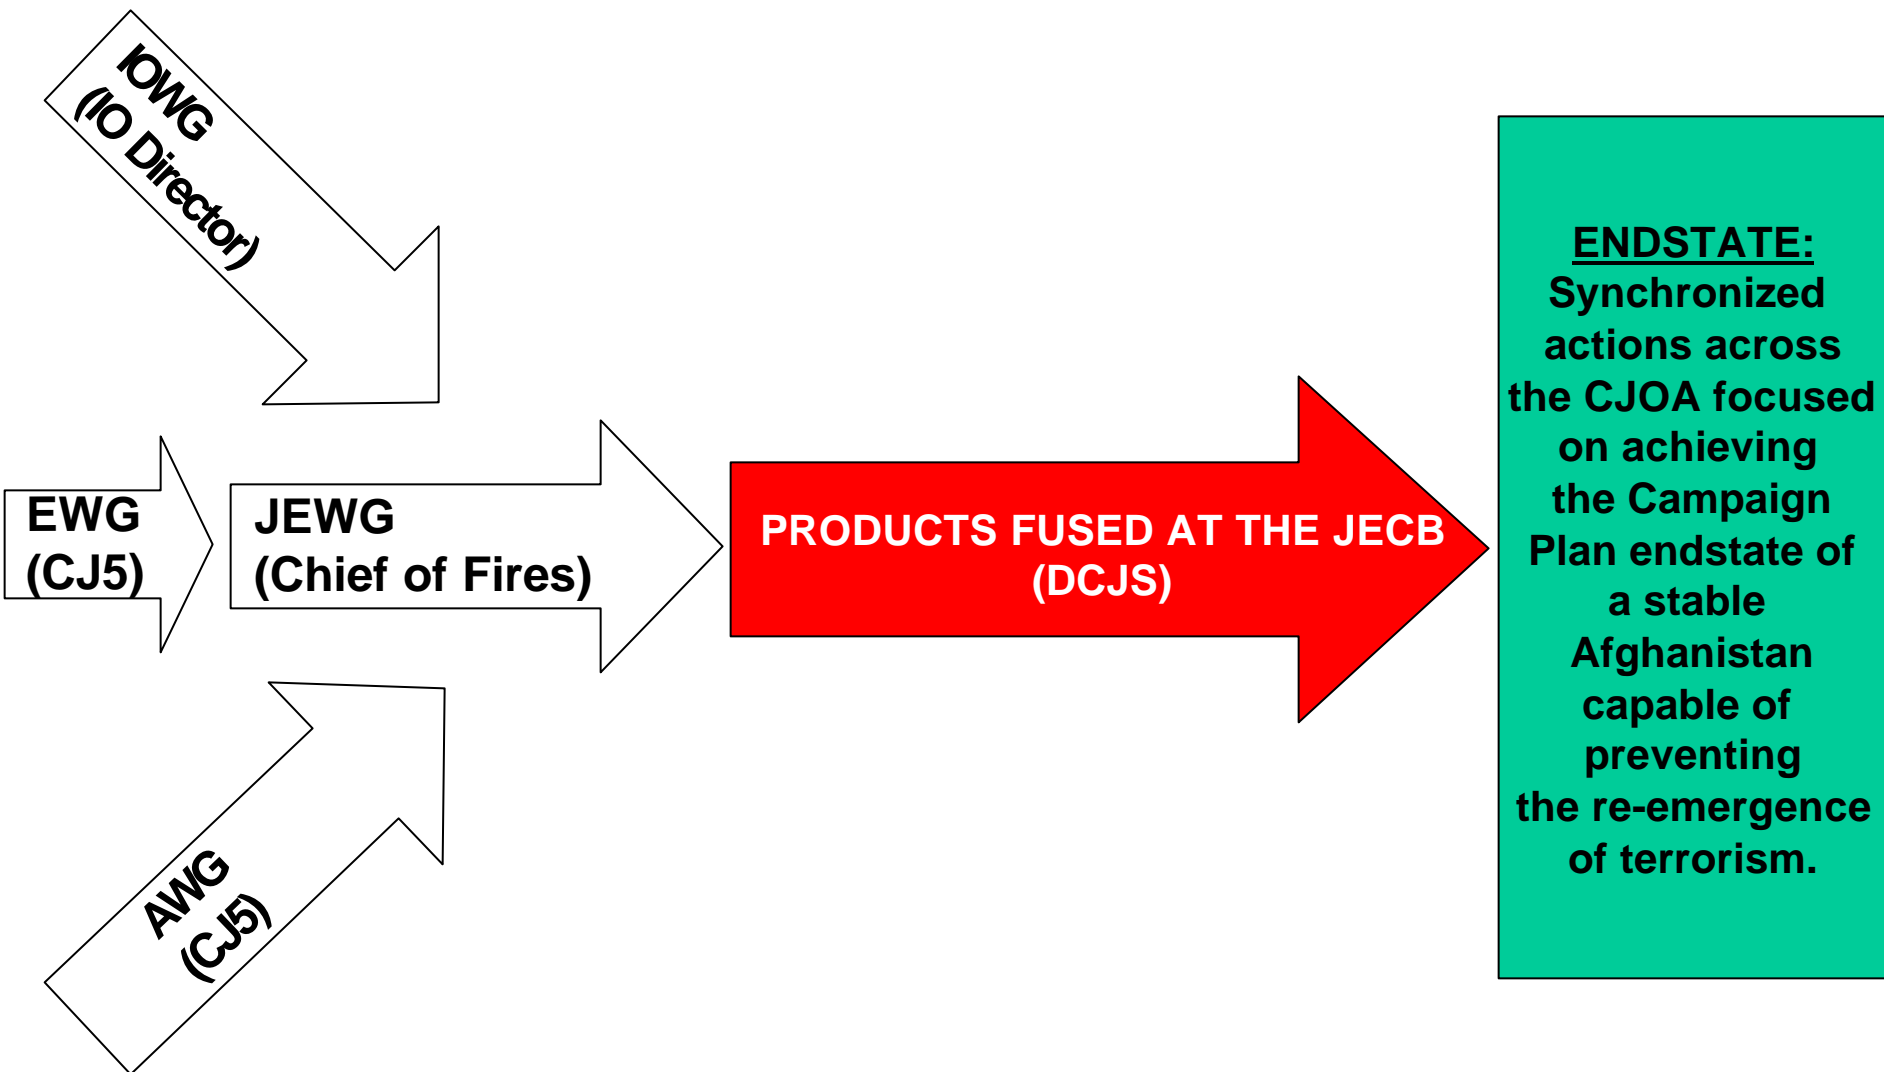 IOWG
(IO Director)
EWG
(CJ5)
JEWG
(Chief of Fires)
AWG
(CJ5)
PRODUCTS FUSED AT THE JECB
(DCJS)
ENDSTATE:
Synchronized
actions across
the CJOA focused
on achieving
the Campaign
Plan endstate of
a stable
Afghanistan
capable of
preventing
the re-emergence
of terrorism.